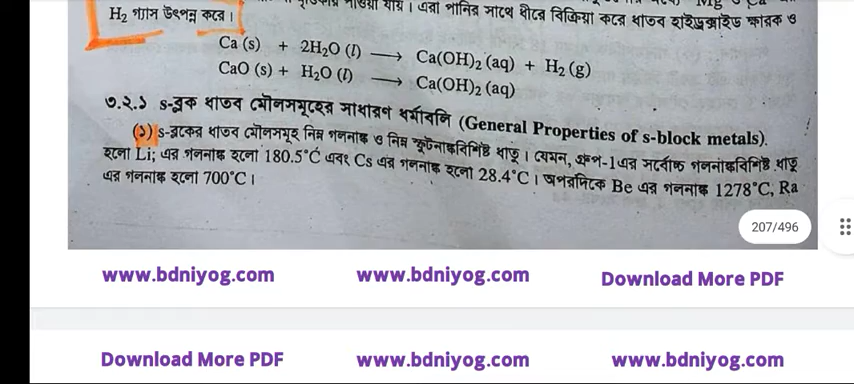 পাওয়া যায়। এরা পানির সাথে ধীরে বিক্রিয়া করে ধাতব হাইড্রক্সাইড ক্ষারক ও
H₂ গ্যাস উৎপন্ন করে।
Ca (s) + 2H₂O (l) ⟶ Ca(OH)₂ (aq) + H₂ (g)
CaO (s) + H₂O (l) ⟶ Ca(OH)₂ (aq)
৩.২.১ s-ব্লক ধাতব মৌলসমূহের সাধারণ ধর্মাবলি (General Properties of s-block metals).
(১) s-ব্লকের ধাতব মৌলসমূহ নিম্ন গলনাঙ্ক ও নিম্ন স্ফুটনাঙ্কবিশিষ্ট ধাতু। যেমন, গ্রুপ-1এর সর্বোচ্চ গলনাঙ্কবিশিষ্ট ধাতু
হলো Li; এর গলনাঙ্ক হলো 180.5°C এবং Cs এর গলনাঙ্ক হলো 28.4°C। অপরদিকে Be এর গলনাঙ্ক 1278°C, Ra
এর গলনাঙ্ক হলো 700°C।
207/496
www.bdniyog.com www.bdniyog.com Download More PDF
Download More PDF www.bdniyog.com www.bdniyog.com